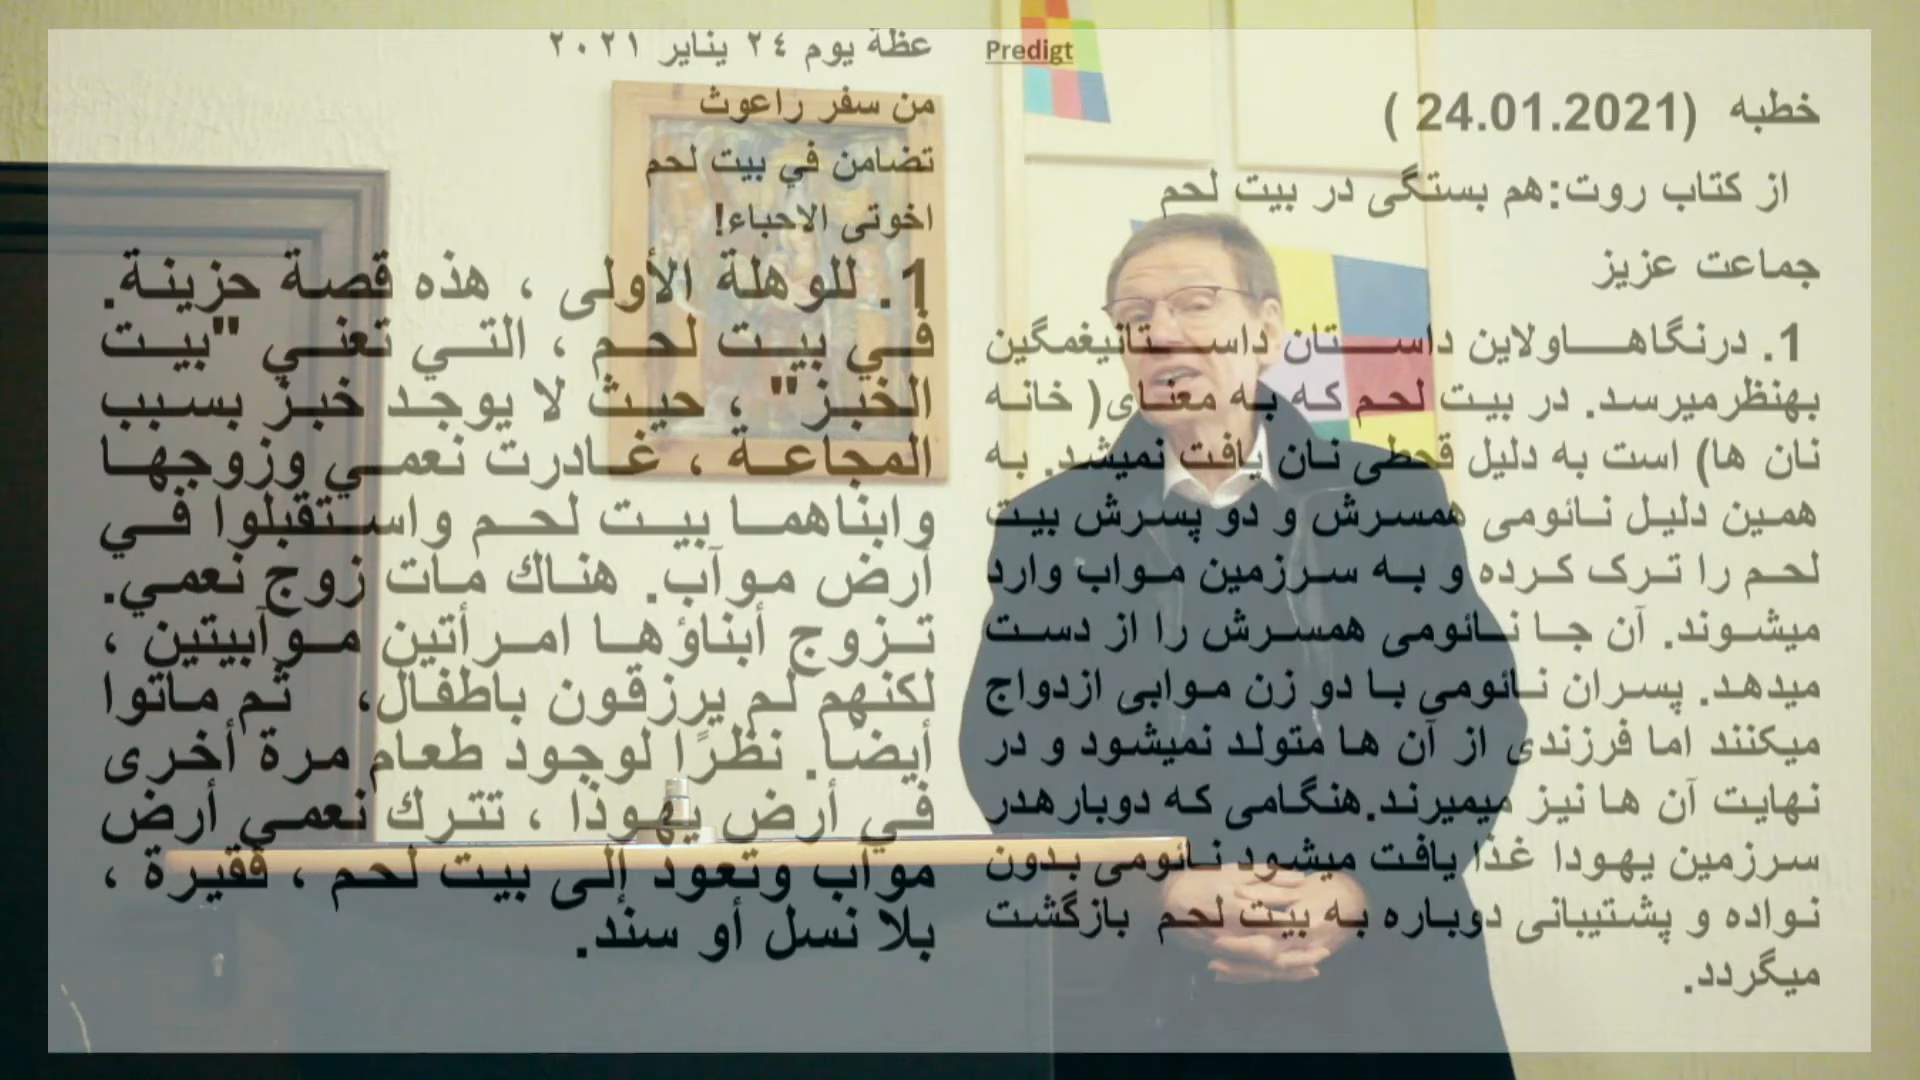 عظة يوم ٢٤ يناير ٢٠٢١
من سفر راعوث
تضامن في بيت لحم
اخوتى الاحباء!
1. للوهلة الأولى ، هذه قصة حزينة.
في بيت لحم ، التي تعني "بيت
الخبز" ، حيث لا يوجد خبز بسبب
المجاعة ، غادرت نعمي وزوجها
وابناهما بيت لحم واستقبلوا في
أرض موآب. هناك مات زوج نعمي.
تزوج أبناؤها امرأتين موآبيتين ،
لكنهم لم يرزقون باطفال، ثم ماتوا
أيضًا. نظرًا لوجود طعام مرة أخرى
في أرض يهوذا ، تترك نعمي أرض
موآب وتعود إلى بيت لحم ، فقيرة ،
بلا نسل أو سند.
Predigt
خطبه (24.01.2021 )
از کتاب روت:هم بستگی در بیت لحم
جماعت عزیز
1. درنگاهاولاین داستان داستانیغمگین
بهنظرمیرسد. در بیت لحم که به معنای( خانه
نان ها) است به دلیل قحطی نان یافت نمیشد. به
همین دلیل نائومی همسرش و دو پسرش بیت
لحم را ترک کرده و به سرزمین مواب وارد
میشوند. آن جا نائومی همسرش را از دست
میدهد. پسران نائومی با دو زن موابی ازدواج
میکنند اما فرزندی از آن ها متولد نمیشود و در
نهایت آن ها نیز میمیرند.هنگامی که دوبارهدر
سرزمین یهودا غذا یافت میشود نائومی بدون
نواده و پشتیبانی دوباره به بیت لحم بازگشت
میگردد.